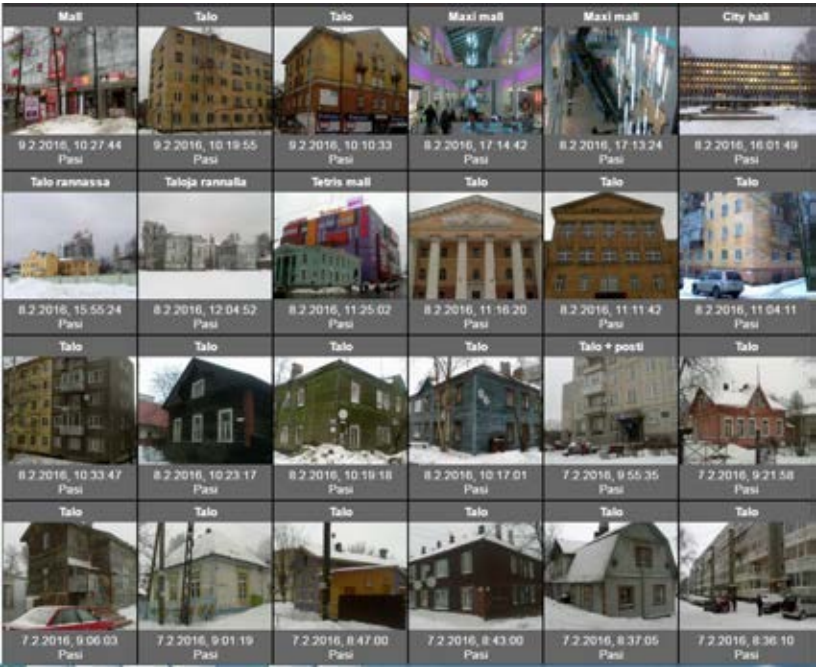 Mall
9.2.2016, 10:27:44
Pasi
Talo
9.2.2016, 10:19:55
Pasi
Talo
9.2.2016, 10:10:33
Pasi
Maxi mall
8.2.2016, 17:14:42
Pasi
Maxi mall
8.2.2016, 17:13:24
Pasi
City hall
8.2.2016, 16:01:49
Pasi
Talo rannassa
8.2.2016, 15:55:24
Pasi
Taloja rannalla
8.2.2016, 12:04:52
Pasi
Tetris mall
8.2.2016, 11:25:02
Pasi
Talo
8.2.2016, 11:16:20
Pasi
Talo
8.2.2016, 11:11:42
Pasi
Talo
8.2.2016, 11:04:11
Pasi
Talo
8.2.2016, 10:33:47
Pasi
Talo
8.2.2016, 10:23:17
Pasi
Talo
8.2.2016, 10:19:18
Pasi
Talo
8.2.2016, 10:17:01
Pasi
Talo + posti
7.2.2016, 9:55:35
Pasi
Talo
7.2.2016, 9:21:58
Pasi
Talo
7.2.2016, 9:06:03
Pasi
Talo
7.2.2016, 9:01:19
Pasi
Talo
7.2.2016, 8:47:00
Pasi
Talo
7.2.2016, 8:43:00
Pasi
Talo
7.2.2016, 8:37:05
Pasi
Talo
7.2.2016, 8:36:10
Pasi